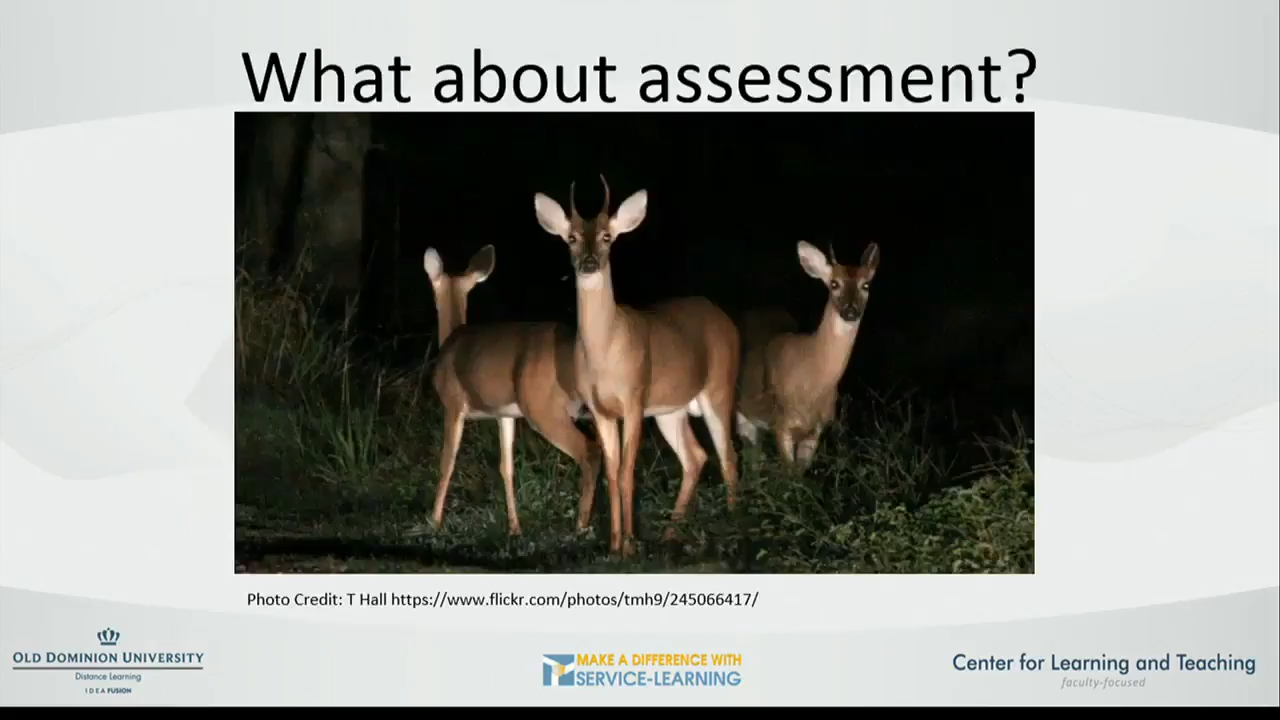 What about assessment?
Photo Credit: T Hall https://www.flickr.com/photos/tmh9/245066417/
OLD DOMINION UNIVERSITY
Distance Learning
IDEA FUSION
MAKE A DIFFERENCE WITH
SERVICE-LEARNING
Center for Learning and Teaching
faculty-focused